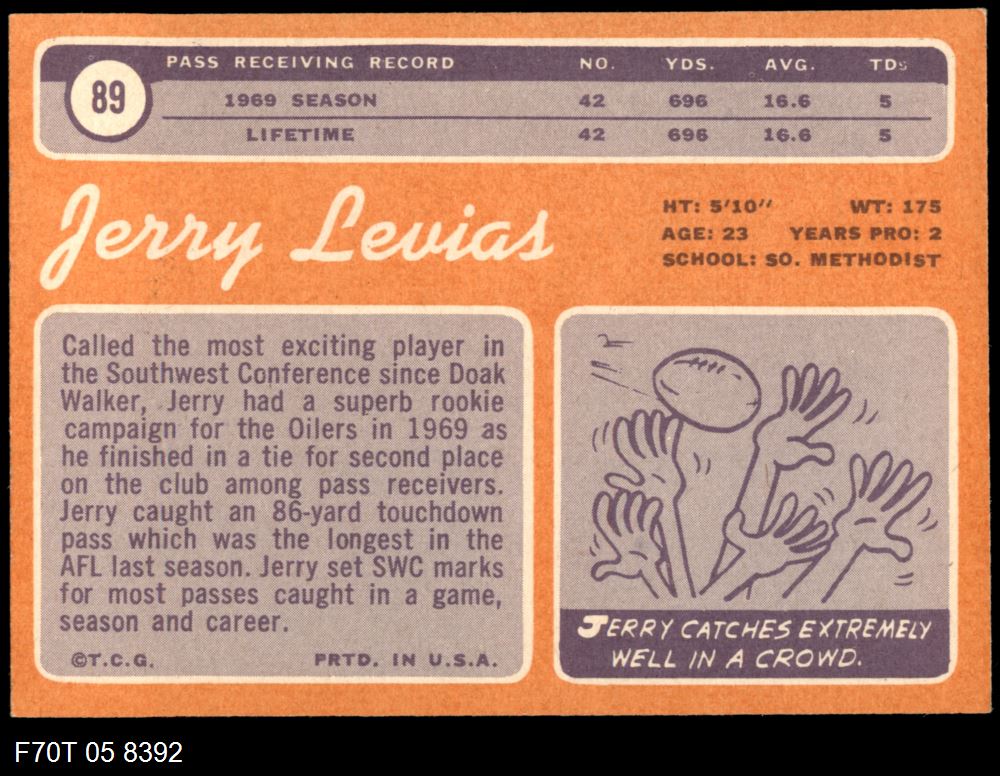 89
PASS RECEIVING RECORD NO. YDS. AVG. TDs
1969 SEASON 42 696 16.6 5
LIFETIME 42 696 16.6 5
Jerry Levias
HT: 5'10" WT: 175
AGE: 23 YEARS PRO: 2
SCHOOL: SO. METHODIST
Called the most exciting player in
the Southwest Conference since Doak
Walker, Jerry had a superb rookie
campaign for the Oilers in 1969 as
he finished in a tie for second place
on the club among pass receivers.
Jerry caught an 86-yard touchdown
pass which was the longest in the
AFL last season. Jerry set SWC marks
for most passes caught in a game,
season and career.
©T.C.G. PRTD. IN U.S.A.
JERRY CATCHES EXTREMELY
WELL IN A CROWD.
F70T 05 8392